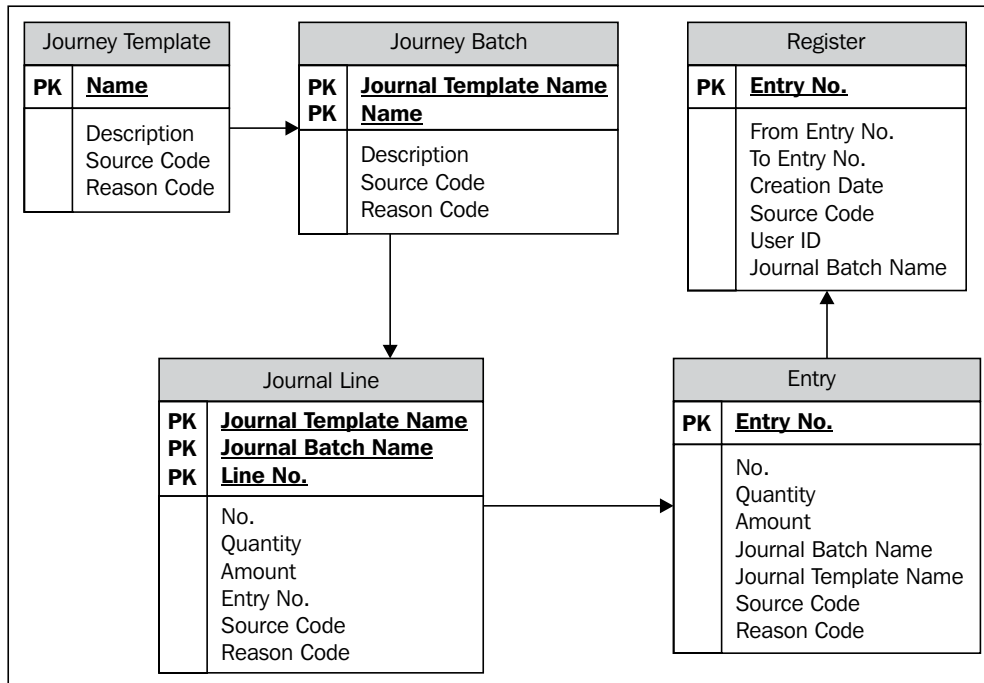 Journey Template
PK Name
Description
Source Code
Reason Code
Journey Batch
PK Journal Template Name
PK Name
Description
Source Code
Reason Code
Register
PK Entry No.
From Entry No.
To Entry No.
Creation Date
Source Code
User ID
Journal Batch Name
Journal Line
PK Journal Template Name
PK Journal Batch Name
PK Line No.
No.
Quantity
Amount
Entry No.
Source Code
Reason Code
Entry
PK Entry No.
No.
Quantity
Amount
Journal Batch Name
Journal Template Name
Source Code
Reason Code